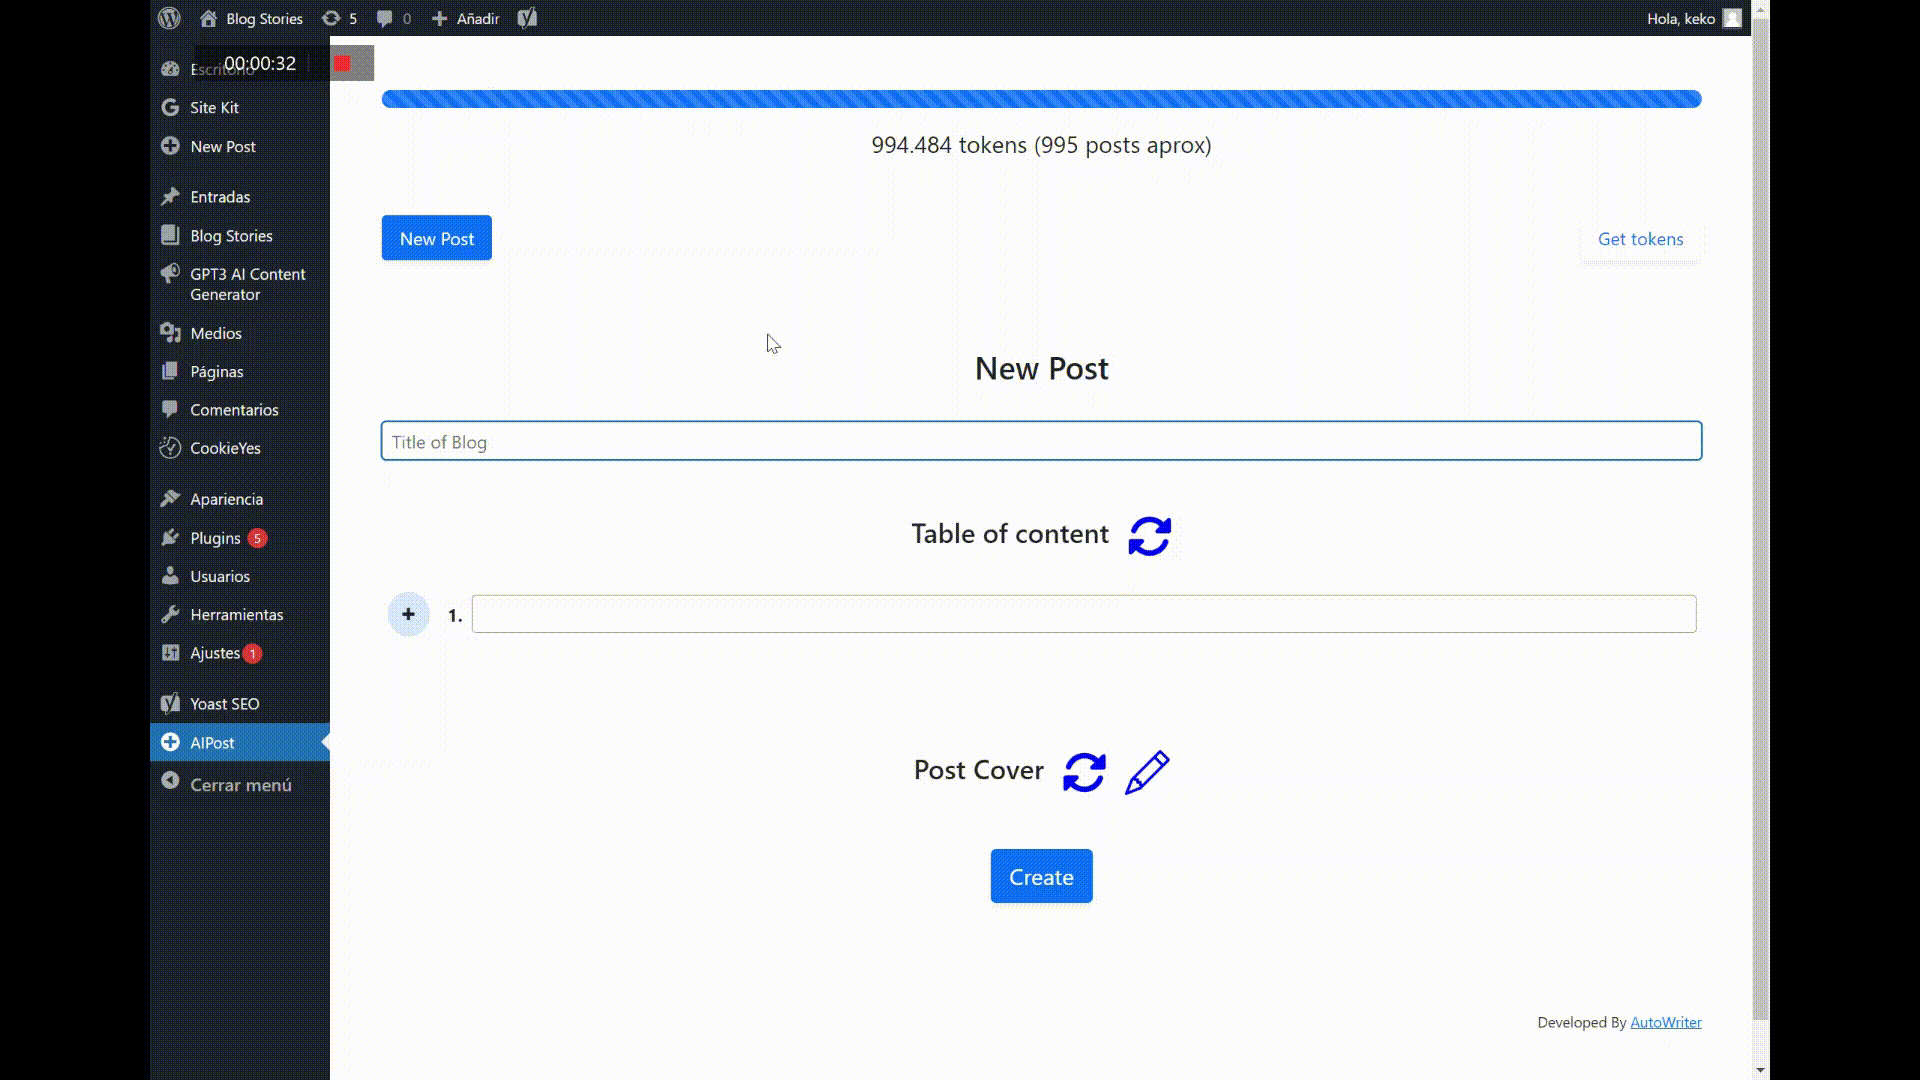 Blog Stories 5 0 Añadir
Hola, keko
Escritorio
00:00:32
Site Kit
New Post
Entradas
Blog Stories
GPT3 AI Content
Generator
Medios
Páginas
Comentarios
CookieYes
Apariencia
Plugins 5
Usuarios
Herramientas
Ajustes 1
Yoast SEO
AIPost
Cerrar menú
994.484 tokens (995 posts aprox)
New Post
Get tokens
New Post
Title of Blog
Table of content
+ 1.
Post Cover
Create
Developed By AutoWriter